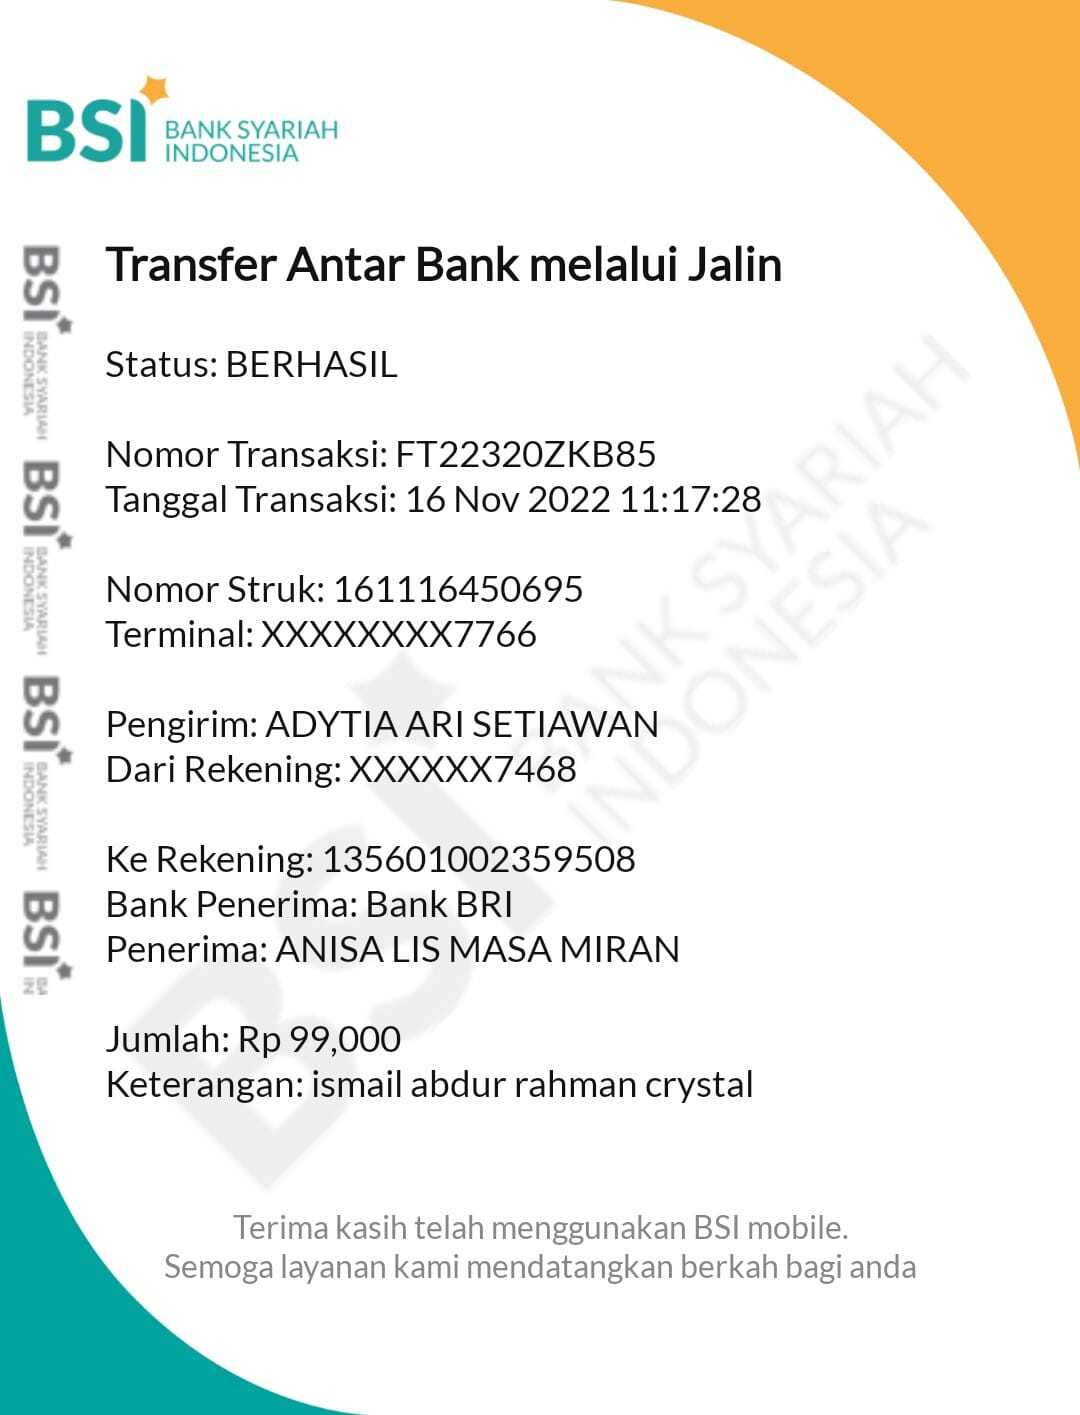 BSI BANK SYARIAH
INDONESIA
Transfer Antar Bank melalui Jalin
Status: BERHASIL
Nomor Transaksi: FT22320ZKB85
Tanggal Transaksi: 16 Nov 2022 11:17:28
Nomor Struk: 161116450695
Terminal: XXXXXXXX7766
Pengirim: ADYTIA ARI SETIAWAN
Dari Rekening: XXXXXX7468
Ke Rekening: 135601002359508
Bank Penerima: Bank BRI
Penerima: ANISA LIS MASA MIRAN
Jumlah: Rp 99,000
Keterangan: ismail abdur rahman crystal
Terima kasih telah menggunakan BSI mobile.
Semoga layanan kami mendatangkan berkah bagi anda
BSI BANK SYARIAH
INDONESIA
BSI BANK SYARIAH
INDONESIA
BSI BANK SYARIAH
INDONESIA
BSI BANK SYARIAH
INDONESIA
BSI BA
IN